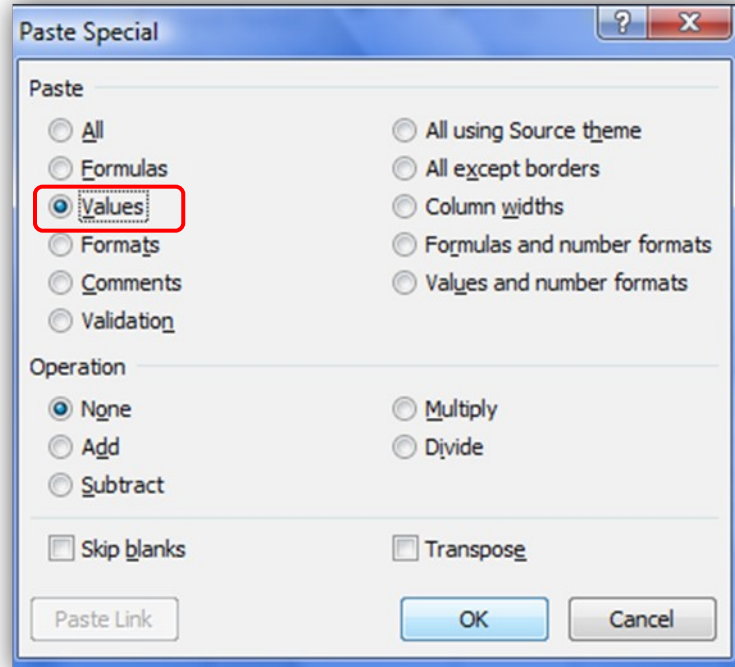 Paste Special
?
X
Paste
All
Formulas
Values
Formats
Comments
Validation
All using Source theme
All except borders
Column widths
Formulas and number formats
Values and number formats
Operation
None
Add
Subtract
Multiply
Divide
Skip blanks
Transpose
Paste Link
OK
Cancel